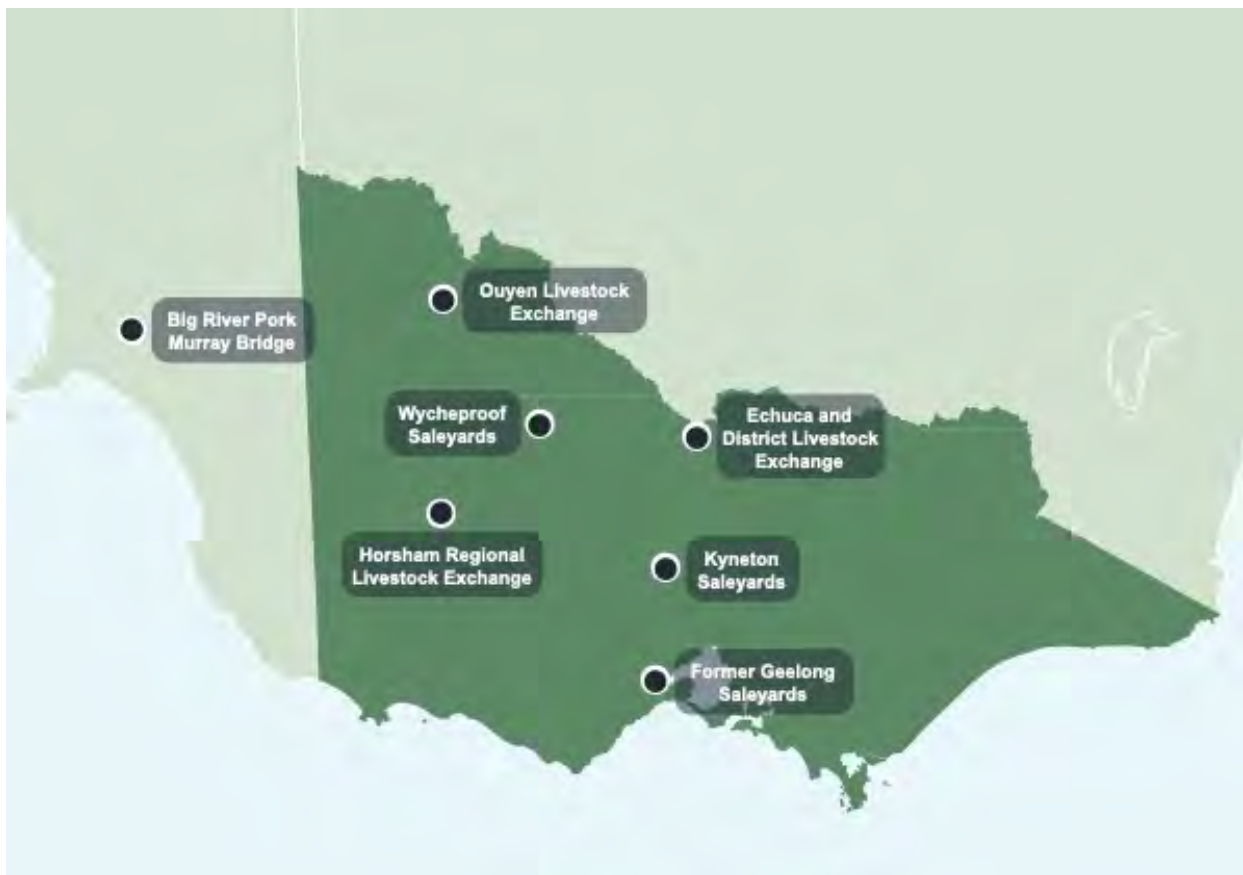 Ouyen Livestock
Exchange
Big River Pork
Murray Bridge
Wycheproof
Saleyards
Echuca and
District Livestock
Exchange
Horsham Regional
Livestock Exchange
Kyneton
Saleyards
Former Geelong
Saleyards